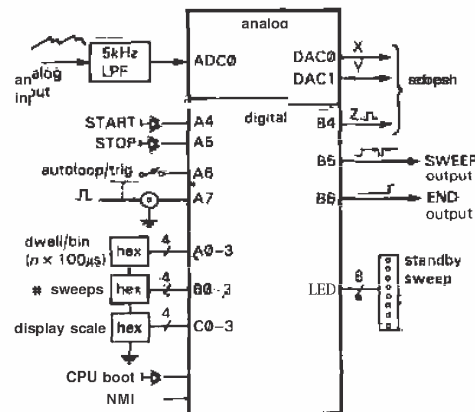 analog
5kHz
LPF
ADC0
analog
input
DAC0
X
DAC1
Y
digital
B4
Z
START
A4
STOP
A5
autoloop/trig
A6
A7
B5
SWEEP
output
B6
END
output
dwell/bin
(n × 100μs)
hex
4
A0-3
# sweeps
hex
4
-3
display scale
hex
4
C0-3
LED
8
standby
sweep
CPU boot
NMI